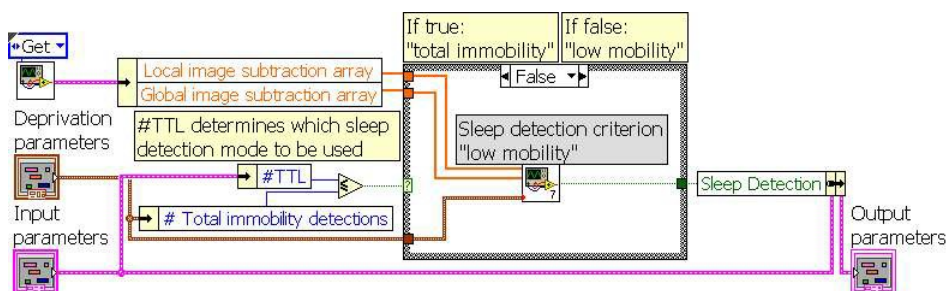 Get
If true:
"total immobility"
If false:
"low mobility"
Local image subtraction array
Global image subtraction array
False
Deprivation
parameters
#TTL determines which sleep
detection mode to be used
Sleep detection criterion
"low mobility"
#TTL
≤
?
7
Sleep Detection
# Total immobility detections
Input
parameters
Output
parameters